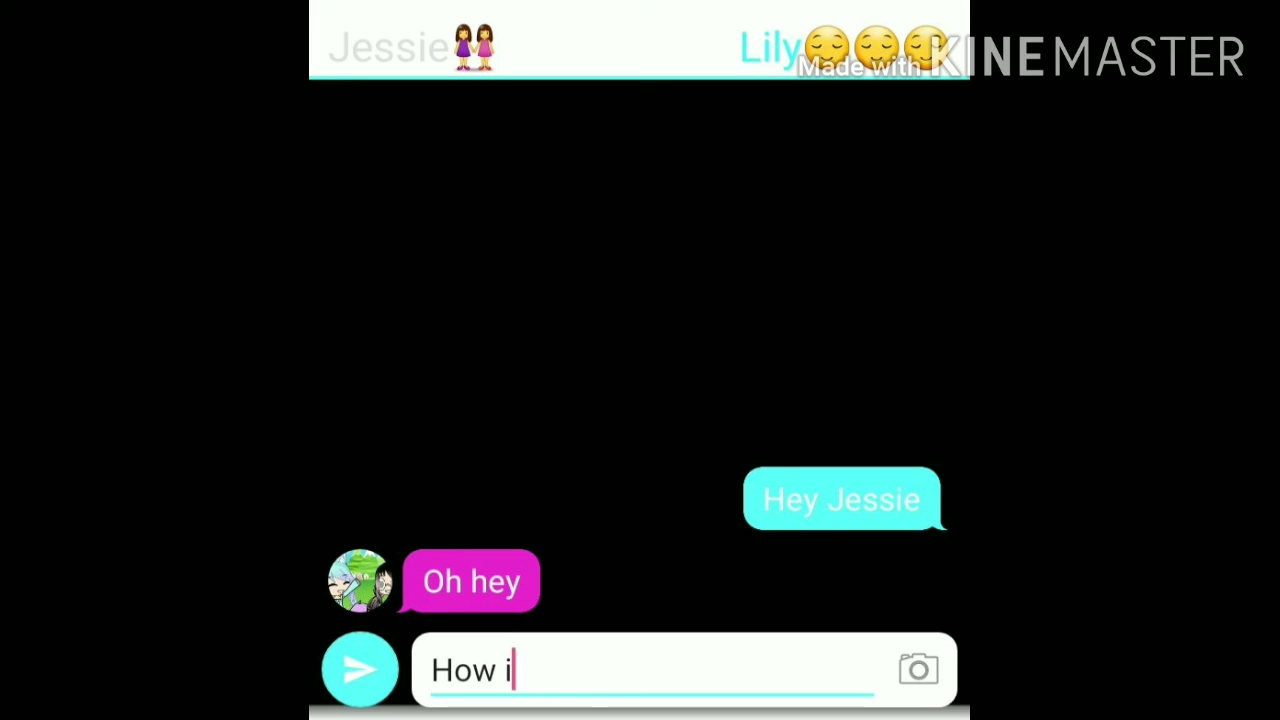 Jessie👭
Lily😌😌😌
Made with KINEMASTER
Hey Jessie
Oh hey
How i